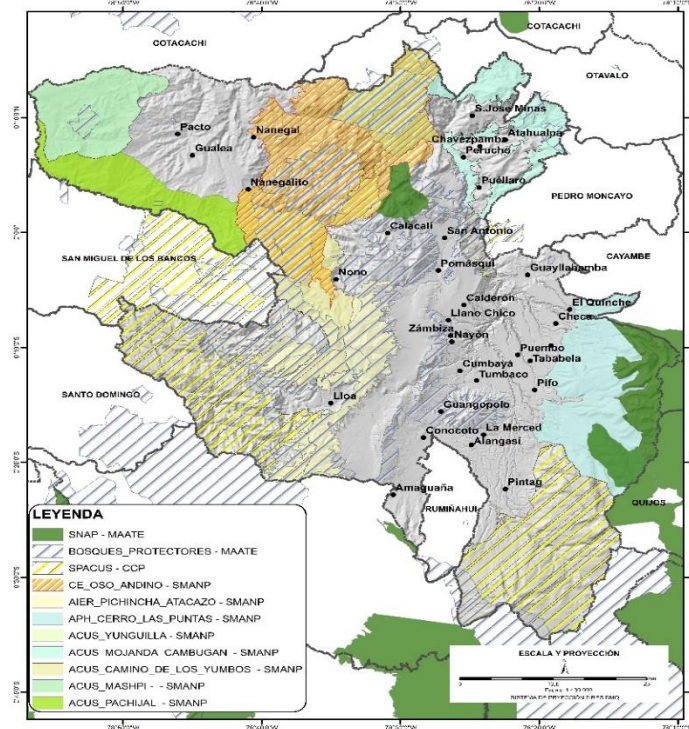 COTACACHI
COTACACHI
OTAVALO
S.Jose Minas
Pacto
Nanegal
Chavezpamba
Atahualpa
Gualea
Perucho
Nanegalito
Puéllaro
PEDRO MONCAYO
Calacali
San Antonio
CAYAMBE
SAN MIGUEL DE LOS BANCOS
Nono
Pomasqui
Guayllabamba
Calderón
El Quinche
Llano Chico
Checa
Zámbiza
Nayón
Puembo
Tababela
Cumbayá
Tumbaco
SANTO DOMINGO
Pifo
Lloa
Guangopolo
Conocoto
La Merced
Alangasi
Amaguaña
Pintag
RUMIÑAHUI
QUIJOS
LEYENDA
SNAP - MAATE
BOSQUES_PROTECTORES - MAATE
SPACUS - CCP
CE_OSO_ANDINO - SMANP
AIER_PICHINCHA_ATACAZO - SMANP
APH_CERRO_LAS_PUNTAS - SMANP
ACUS_YUNGUILLA - SMANP
ACUS_MOJANDA_CAMBUGAN - SMANP
ACUS_CAMINO_DE_LOS_YUMBOS - SMANP
ACUS_MASHPI - - SMANP
ACUS_PACHIJAL - SMANP
ESCALA Y PROYECCIÓN